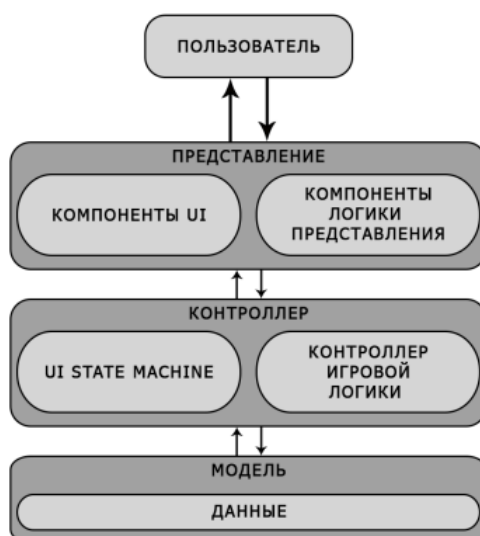 ПОЛЬЗОВАТЕЛЬ
ПРЕДСТАВЛЕНИЕ
КОМПОНЕНТЫ UI
КОМПОНЕНТЫ
ЛОГИКИ
ПРЕДСТАВЛЕНИЯ
КОНТРОЛЛЕР
UI STATE MACHINE
КОНТРОЛЛЕР
ИГРОВОЙ
ЛОГИКИ
МОДЕЛЬ
ДАННЫЕ